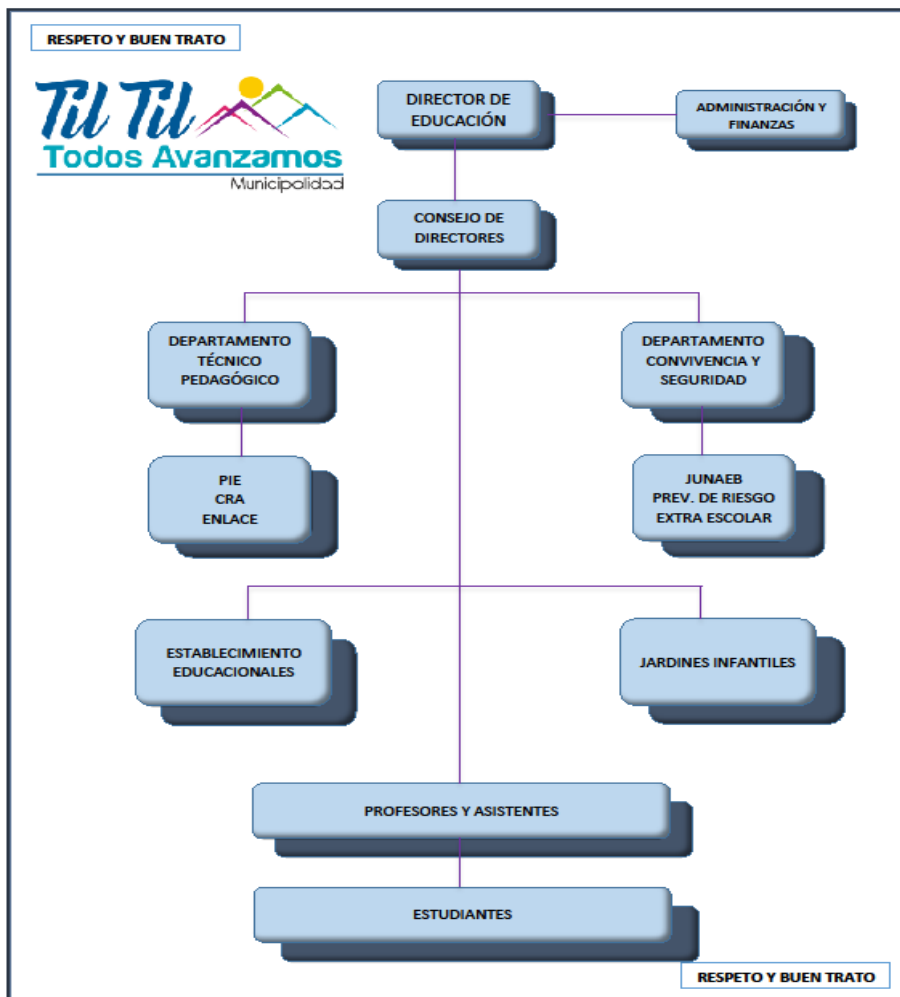 RESPETO Y BUEN TRATO
Til Til
Todos Avanzamos
Municipalidad
DIRECTOR DE
EDUCACIÓN
ADMINISTRACIÓN Y
FINANZAS
CONSEJO DE
DIRECTORES
DEPARTAMENTO
TÉCNICO
PEDAGÓGICO
DEPARTAMENTO
CONVIVENCIA Y
SEGURIDAD
PIE
CRA
ENLACE
JUNAEB
PREV. DE RIESGO
EXTRA ESCOLAR
ESTABLECIMIENTO
EDUCACIONALES
JARDINES INFANTILES
PROFESORES Y ASISTENTES
ESTUDIANTES
RESPETO Y BUEN TRATO